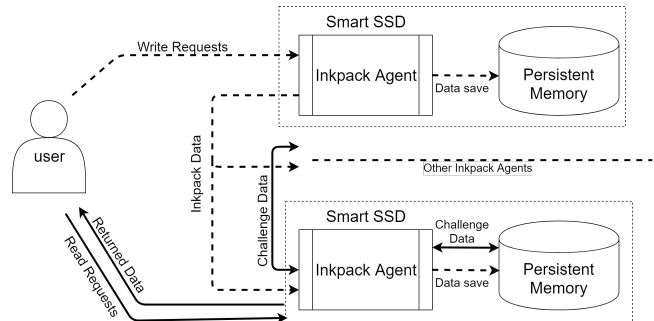 Smart SSD
Write Requests
Inkpack Agent
Persistent
Memory
Data save
user
Inkpack Data
Other Inkpack Agents
Challenge Data
Smart SSD
Challenge
Data
Inkpack Agent
Persistent
Memory
Data save
Returned Data
Read Requests